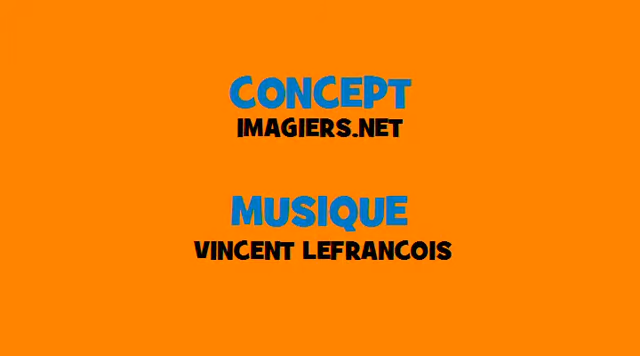 CONCEPT
IMAGIERS.NET
MUSIQUE
VINCENT LEFRANCOIS